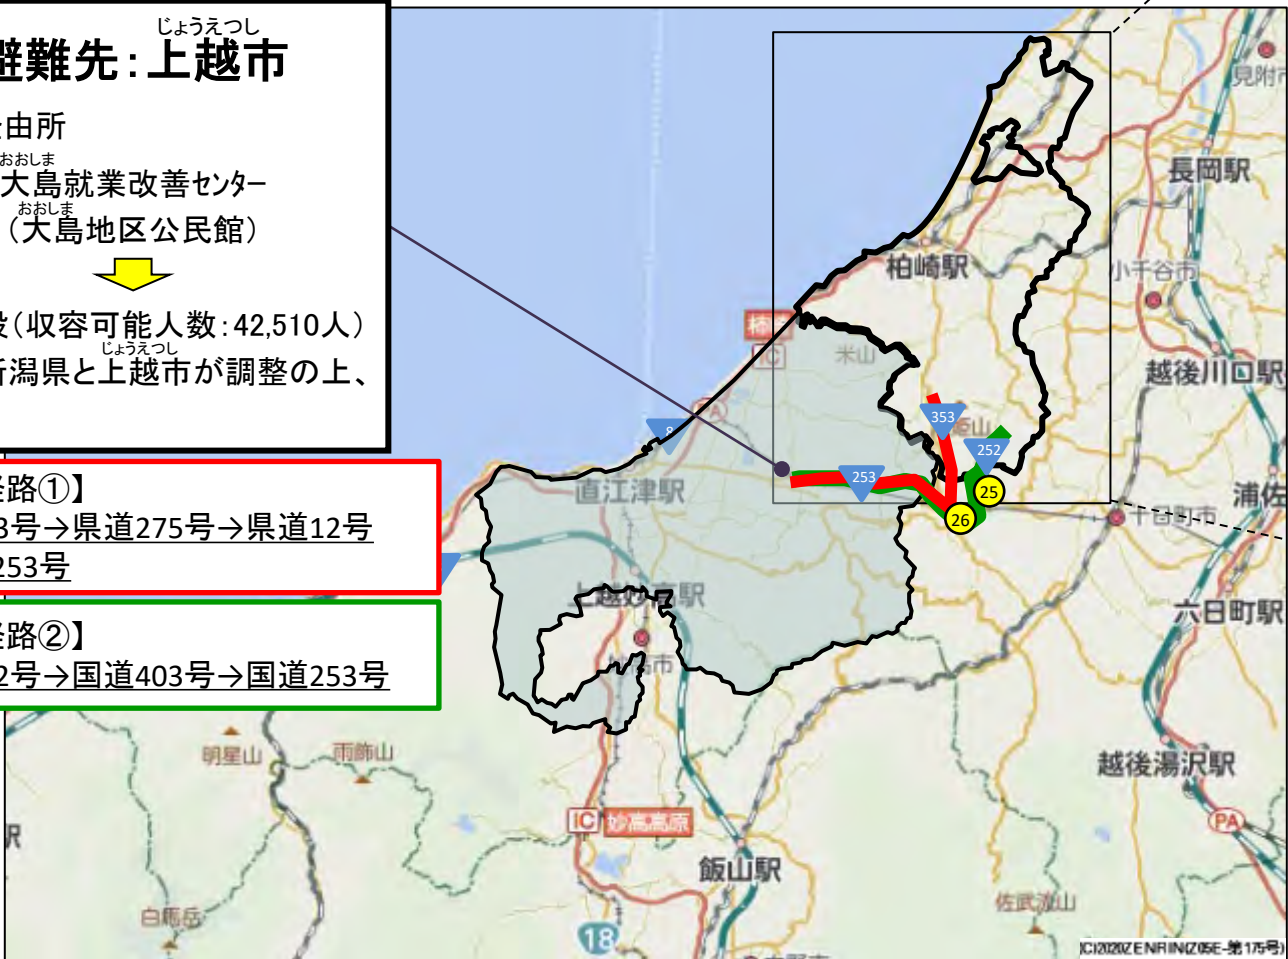 じょうえつし
避難先：上越市
由所
おおしま
大島就業改善センター
おおしま
（大島地区公民館）
（収容可能人数：42,510人）
じょうえつし
新潟県と上越市が調整の上、
路①】
3号→県道275号→県道12号
253号
路②】
2号→国道403号→国道253号
見附市
長岡駅
柏崎駅
小千谷市
IC
米山
越後川口駅
PA
8
353
252
253
25
26
直江津駅
浦佐
十日町市
上越妙高駅
妙高市
六日町駅
明星山
雨飾山
越後湯沢駅
IC 妙高高原
PA
駅
飯山駅
白馬岳
佐武流山
18
(C)2020ZENRIN(Z05E-第175号)